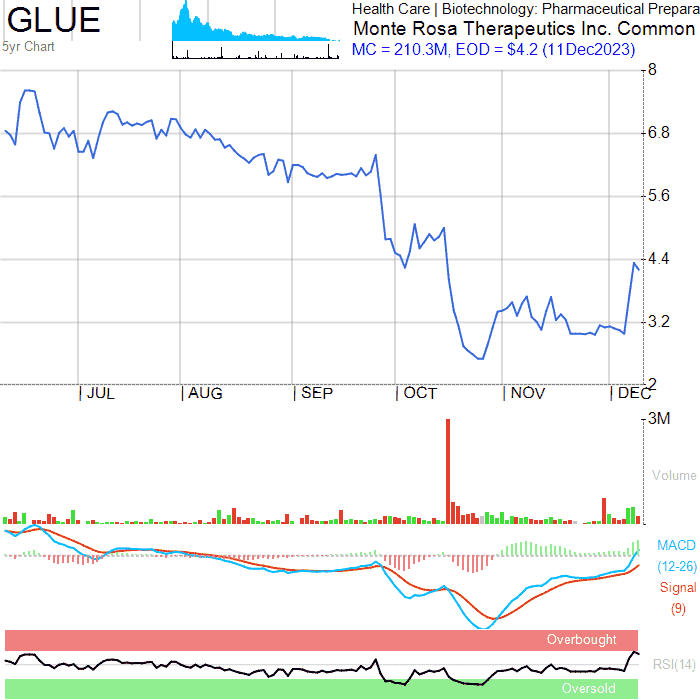 GLUE
5yr Chart
Health Care | Biotechnology: Pharmaceutical Prepara
Monte Rosa Therapeutics Inc. Common
MC = 210.3M, EOD = $4.2 (11Dec2023)
8
6.8
5.6
4.4
3.2
2
JUL
AUG
SEP
OCT
NOV
DEC
3M
Volume
MACD
(12-26)
Signal
(9)
Overbought
RSI(14)
Oversold